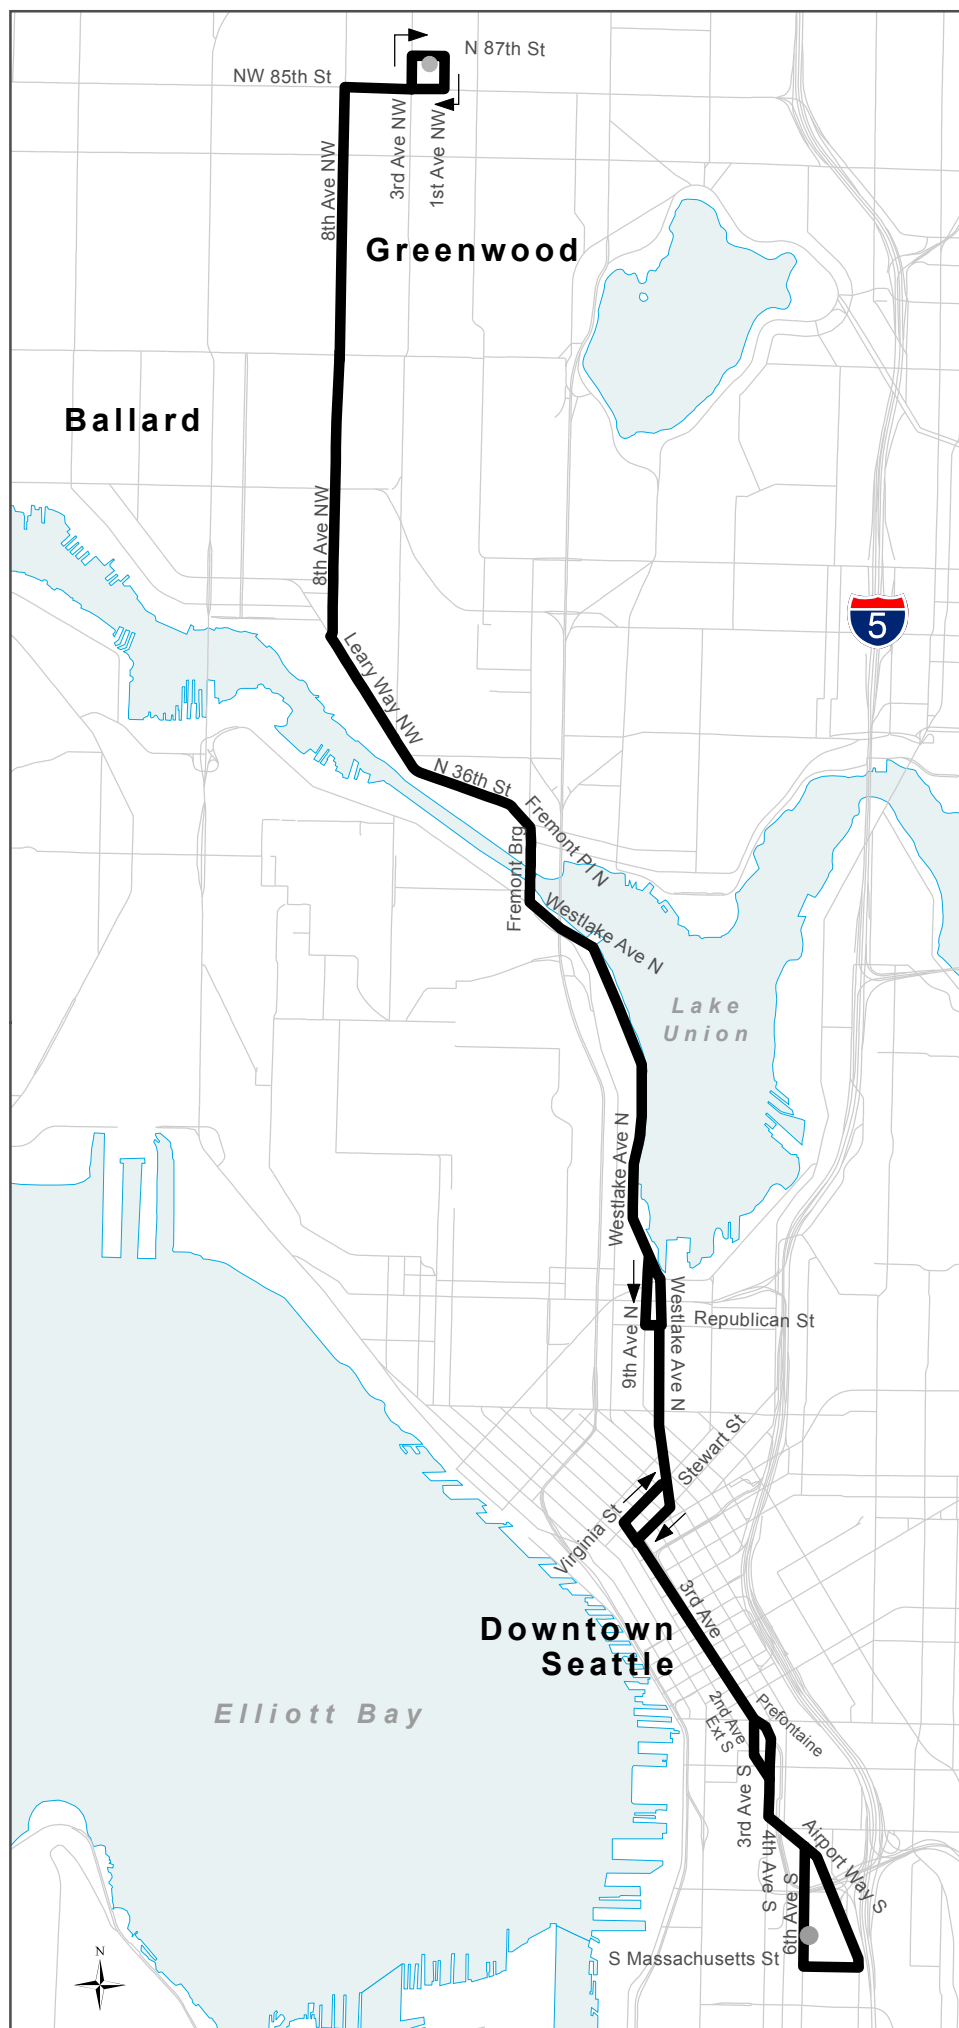 N 87th St
NW 85th St
3rd Ave NW
1st Ave NW
8th Ave NW
Greenwood
Ballard
8th Ave NW
5
Leary Way NW
N 36th St
Fremont Pl N
Fremont Brg
Westlake Ave N
Lake
Union
Westlake Ave N
Westlake Ave N
9th Ave N
Republican St
Stewart St
Virginia St
3rd Ave
Downtown
Seattle
Elliott Bay
2nd Ave
Ext S
Prefontaine
3rd Ave S
4th Ave S
Airport Way S
6th Ave S
S Massachusetts St
N